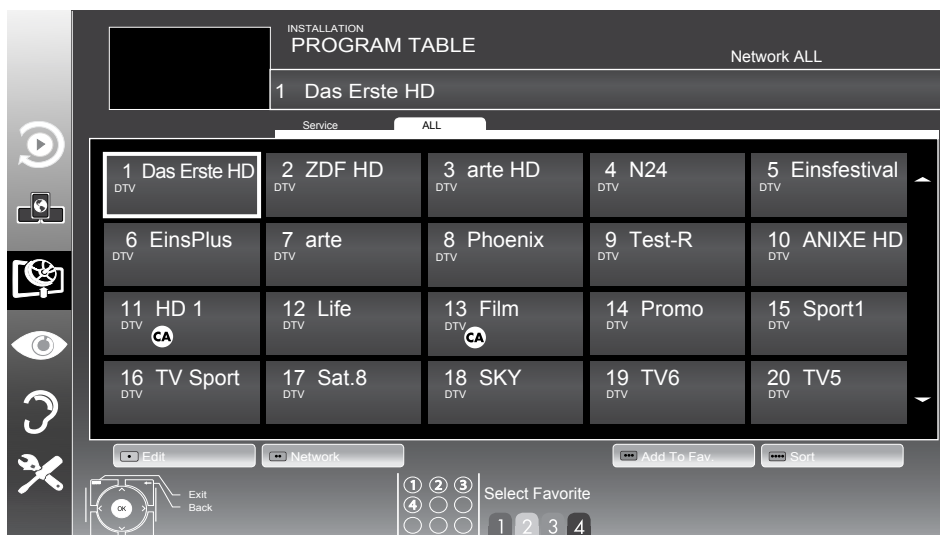 INSTALLATION
PROGRAM TABLE
Network ALL
1 Das Erste HD
Service ALL
1 Das Erste HD 2 ZDF HD 3 arte HD 4 N24 5 Einsfestival
DTV DTV DTV DTV DTV
6 EinsPlus 7 arte 8 Phoenix 9 Test-R 10 ANIXE HD
DTV DTV DTV DTV DTV
11 HD 1 12 Life 13 Film 14 Promo 15 Sport1
DTV DTV DTV DTV DTV
CA CA
16 TV Sport 17 Sat.8 18 SKY 19 TV6 20 TV5
DTV DTV DTV DTV DTV
Edit Network Add To Fav. Sort
Exit
Back
OK
1 2 3
4
Select Favorite
1 2 3 4